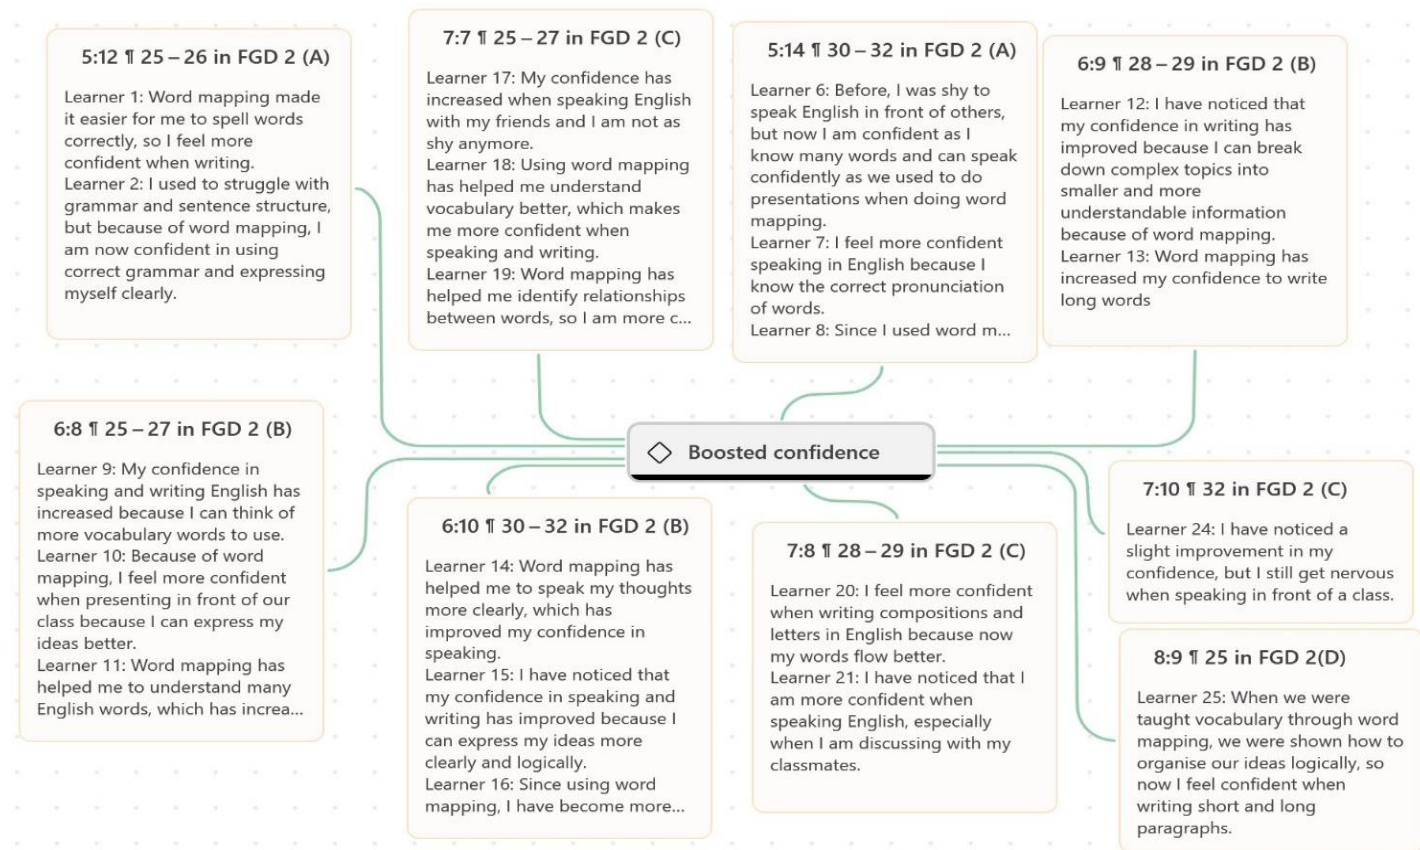 5:12 ¶ 25 – 26 in FGD 2 (A)
Learner 1: Word mapping made
it easier for me to spell words
correctly, so I feel more
confident when writing.
Learner 2: I used to struggle with
grammar and sentence structure,
but because of word mapping, I
am now confident in using
correct grammar and expressing
myself clearly.
7:7 ¶ 25 – 27 in FGD 2 (C)
Learner 17: My confidence has
increased when speaking English
with my friends and I am not as
shy anymore.
Learner 18: Using word mapping
has helped me understand
vocabulary better, which makes
me more confident when
speaking and writing.
Learner 19: Word mapping has
helped me identify relationships
between words, so I am more c...
5:14 ¶ 30 – 32 in FGD 2 (A)
Learner 6: Before, I was shy to
speak English in front of others,
but now I am confident as I
know many words and can speak
confidently as we used to do
presentations when doing word
mapping.
Learner 7: I feel more confident
speaking in English because I
know the correct pronunciation
of words.
Learner 8: Since I used word m...
6:9 ¶ 28 – 29 in FGD 2 (B)
Learner 12: I have noticed that
my confidence in writing has
improved because I can break
down complex topics into
smaller and more
understandable information
because of word mapping.
Learner 13: Word mapping has
increased my confidence to write
long words
Boosted confidence
6:8 ¶ 25 – 27 in FGD 2 (B)
Learner 9: My confidence in
speaking and writing English has
increased because I can think of
more vocabulary words to use.
Learner 10: Because of word
mapping, I feel more confident
when presenting in front of our
class because I can express my
ideas better.
Learner 11: Word mapping has
helped me to understand many
English words, which has increa...
6:10 ¶ 30 – 32 in FGD 2 (B)
Learner 14: Word mapping has
helped me to speak my thoughts
more clearly, which has
improved my confidence in
speaking.
Learner 15: I have noticed that
my confidence in speaking and
writing has improved because I
can express my ideas more
clearly and logically.
Learner 16: Since using word
mapping, I have become more...
7:8 ¶ 28 – 29 in FGD 2 (C)
Learner 20: I feel more confident
when writing compositions and
letters in English because now
my words flow better.
Learner 21: I have noticed that I
am more confident when
speaking English, especially
when I am discussing with my
classmates.
7:10 ¶ 32 in FGD 2 (C)
Learner 24: I have noticed a
slight improvement in my
confidence, but I still get nervous
when speaking in front of a class.
8:9 ¶ 25 in FGD 2(D)
Learner 25: When we were
taught vocabulary through word
mapping, we were shown how to
organise our ideas logically, so
now I feel confident when
writing short and long
paragraphs.